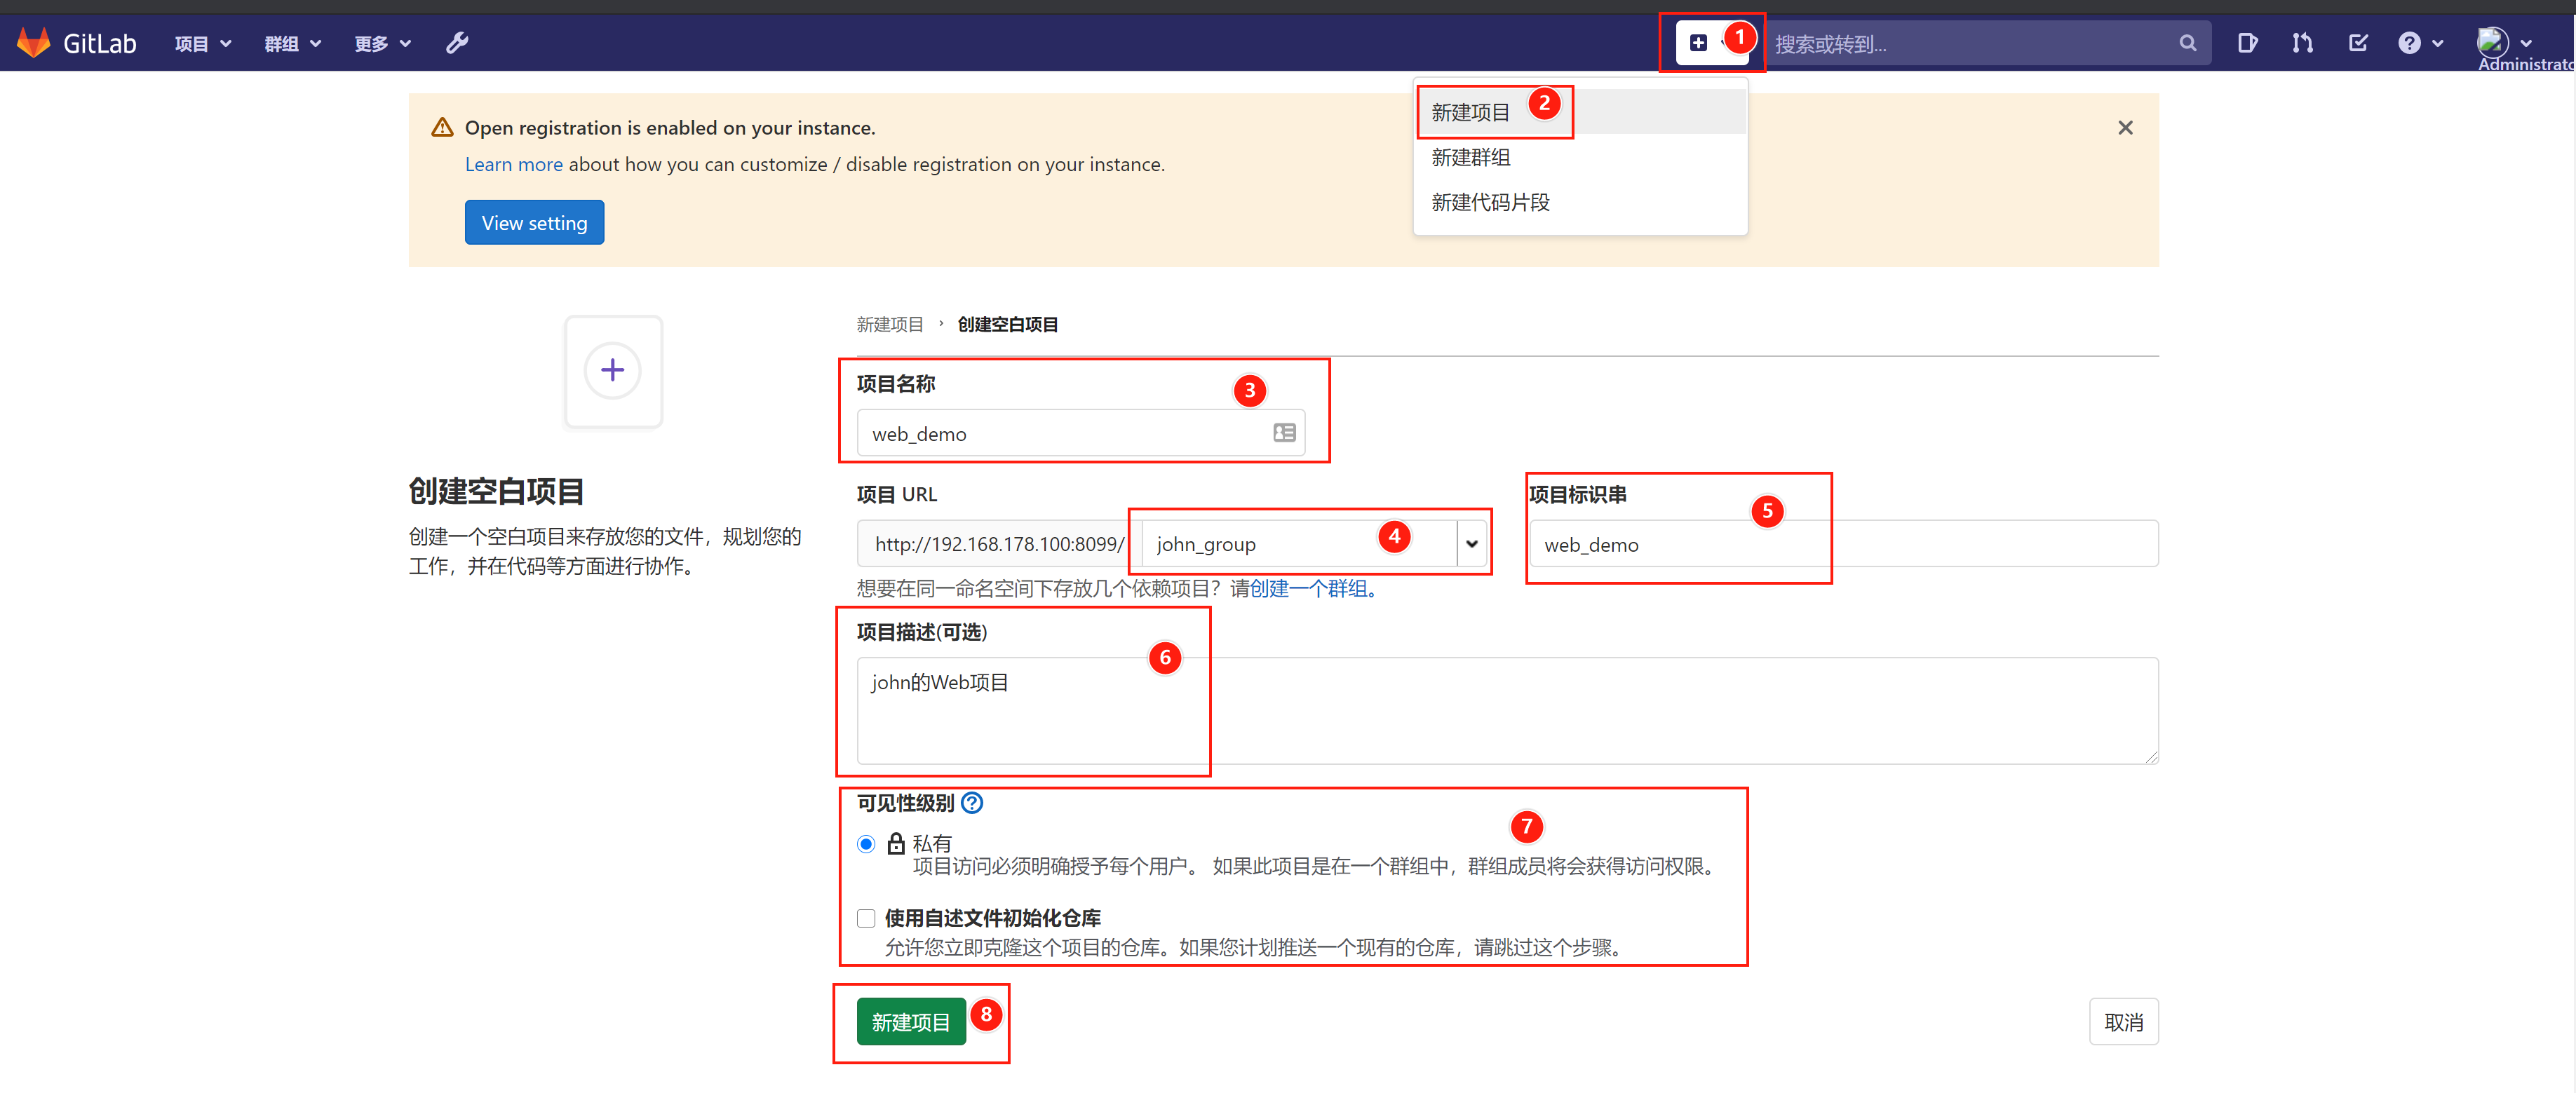 GitLab 项目 群组 更多 1 搜索或转到... Administrato
新建项目 2
新建群组
新建代码片段
Open registration is enabled on your instance.
Learn more about how you can customize / disable registration on your instance.
View setting
新建项目 › 创建空白项目
创建空白项目
创建一个空白项目来存放您的文件，规划您的
工作，并在代码等方面进行协作。
项目名称 3
web_demo
项目 URL
http://192.168.178.100:8099/ john_group 4
项目标识串 5
web_demo
想要在同一命名空间下存放几个依赖项目？请创建一个群组。
项目描述(可选) 6
john的Web项目
可见性级别 ?
7
私有
项目访问必须明确授予每个用户。 如果此项目是在一个群组中，群组成员将会获得访问权限。
使用自述文件初始化仓库
允许您立即克隆这个项目的仓库。如果您计划推送一个现有的仓库，请跳过这个步骤。
新建项目 8 取消